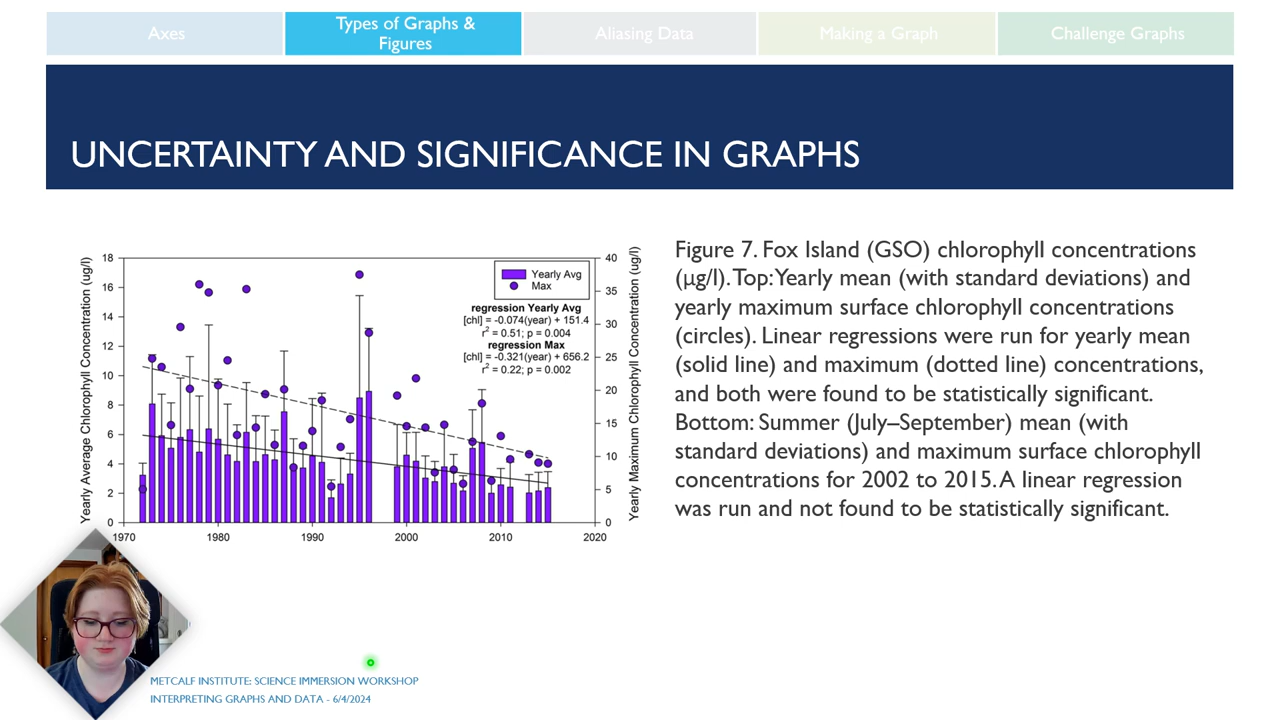 Axes
Types of Graphs &
Figures
Aliasing Data
Making a Graph
Challenge Graphs
UNCERTAINTY AND SIGNIFICANCE IN GRAPHS
Yearly Average Chlorophyll Concentration (ug/l)
18
16
14
12
10
8
6
4
2
0
Yearly Avg
Max
regression Yearly Avg
[chl] = -0.074(year) + 151.4
r² = 0.51; p = 0.004
regression Max
[chl] = -0.321(year) + 656.2
r² = 0.22; p = 0.002
40
35
30
25
20
15
10
5
0
Yearly Maximum Chlorophyll Concentration (ug/l)
1970
1980
1990
2000
2010
2020
Figure 7. Fox Island (GSO) chlorophyll concentrations
(µg/l). Top: Yearly mean (with standard deviations) and
yearly maximum surface chlorophyll concentrations
(circles). Linear regressions were run for yearly mean
(solid line) and maximum (dotted line) concentrations,
and both were found to be statistically significant.
Bottom: Summer (July–September) mean (with
standard deviations) and maximum surface chlorophyll
concentrations for 2002 to 2015. A linear regression
was run and not found to be statistically significant.
METCALF INSTITUTE: SCIENCE IMMERSION WORKSHOP
INTERPRETING GRAPHS AND DATA - 6/4/2024